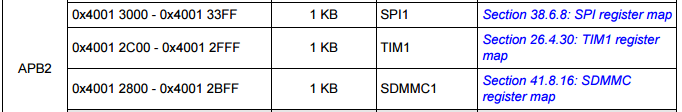 0x4001 3000 - 0x4001 33FF 1 KB SPI1 Section 38.6.8: SPI register map
0x4001 2C00 - 0x4001 2FFF 1 KB TIM1 Section 26.4.30: TIM1 register
map
APB2
0x4001 2800 - 0x4001 2BFF 1 KB SDMMC1 Section 41.8.16: SDMMC
register map